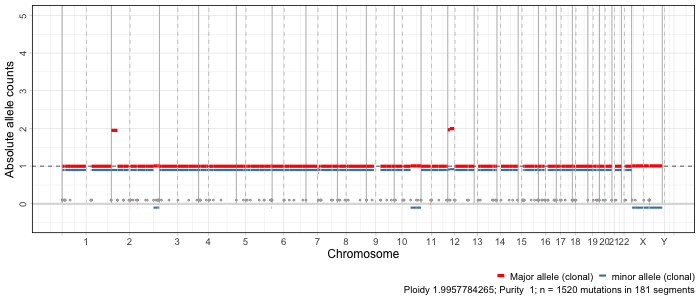 Absolute allele counts
5
4
3
2
1
0
1 2 3 4 5 6 7 8 9 10 11 12 13 14 15 16 17 18 19 20 21 22 X Y
Chromosome
Major allele (clonal) minor allele (clonal)
Ploidy 1.9957784265; Purity 1; n = 1520 mutations in 181 segments